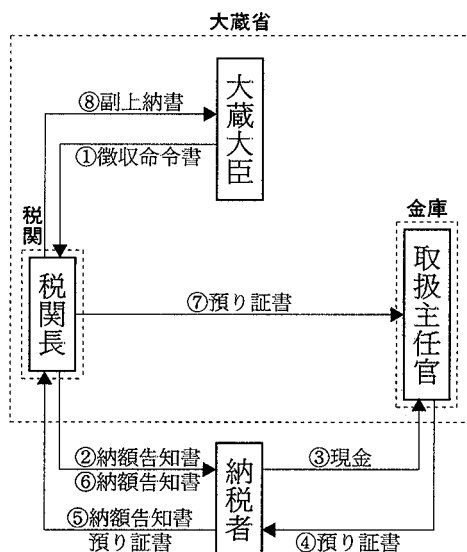 大蔵省
⑧副上納書
大蔵大臣
①徴収命令書
税関
金庫
税関長
取扱主任官
⑦預り証書
②納額告知書
⑥納額告知書
納税者
③現金
⑤納額告知書
預り証書
④預り証書